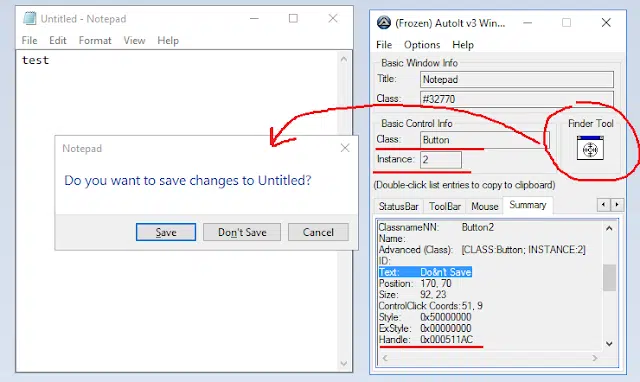 Untitled - Notepad
File Edit Format View Help
test
Notepad
Do you want to save changes to Untitled?
Save Don't Save Cancel
(Frozen) AutoIt v3 Win...
File Options Help
Basic Window Info
Title: Notepad
Class: #32770
Basic Control Info
Class: Button
Instance: 2
Finder Tool
(Double-click list entries to copy to clipboard)
StatusBar ToolBar Mouse Summary
ClassnameNN: Button2
Name:
Advanced (Class): [CLASS:Button; INSTANCE:2]
ID:
Text: Do&n't Save
Position: 170, 70
Size: 92, 23
ControlClick Coords: 51, 9
Style: 0x50000000
ExStyle: 0x00000000
Handle: 0x000511AC